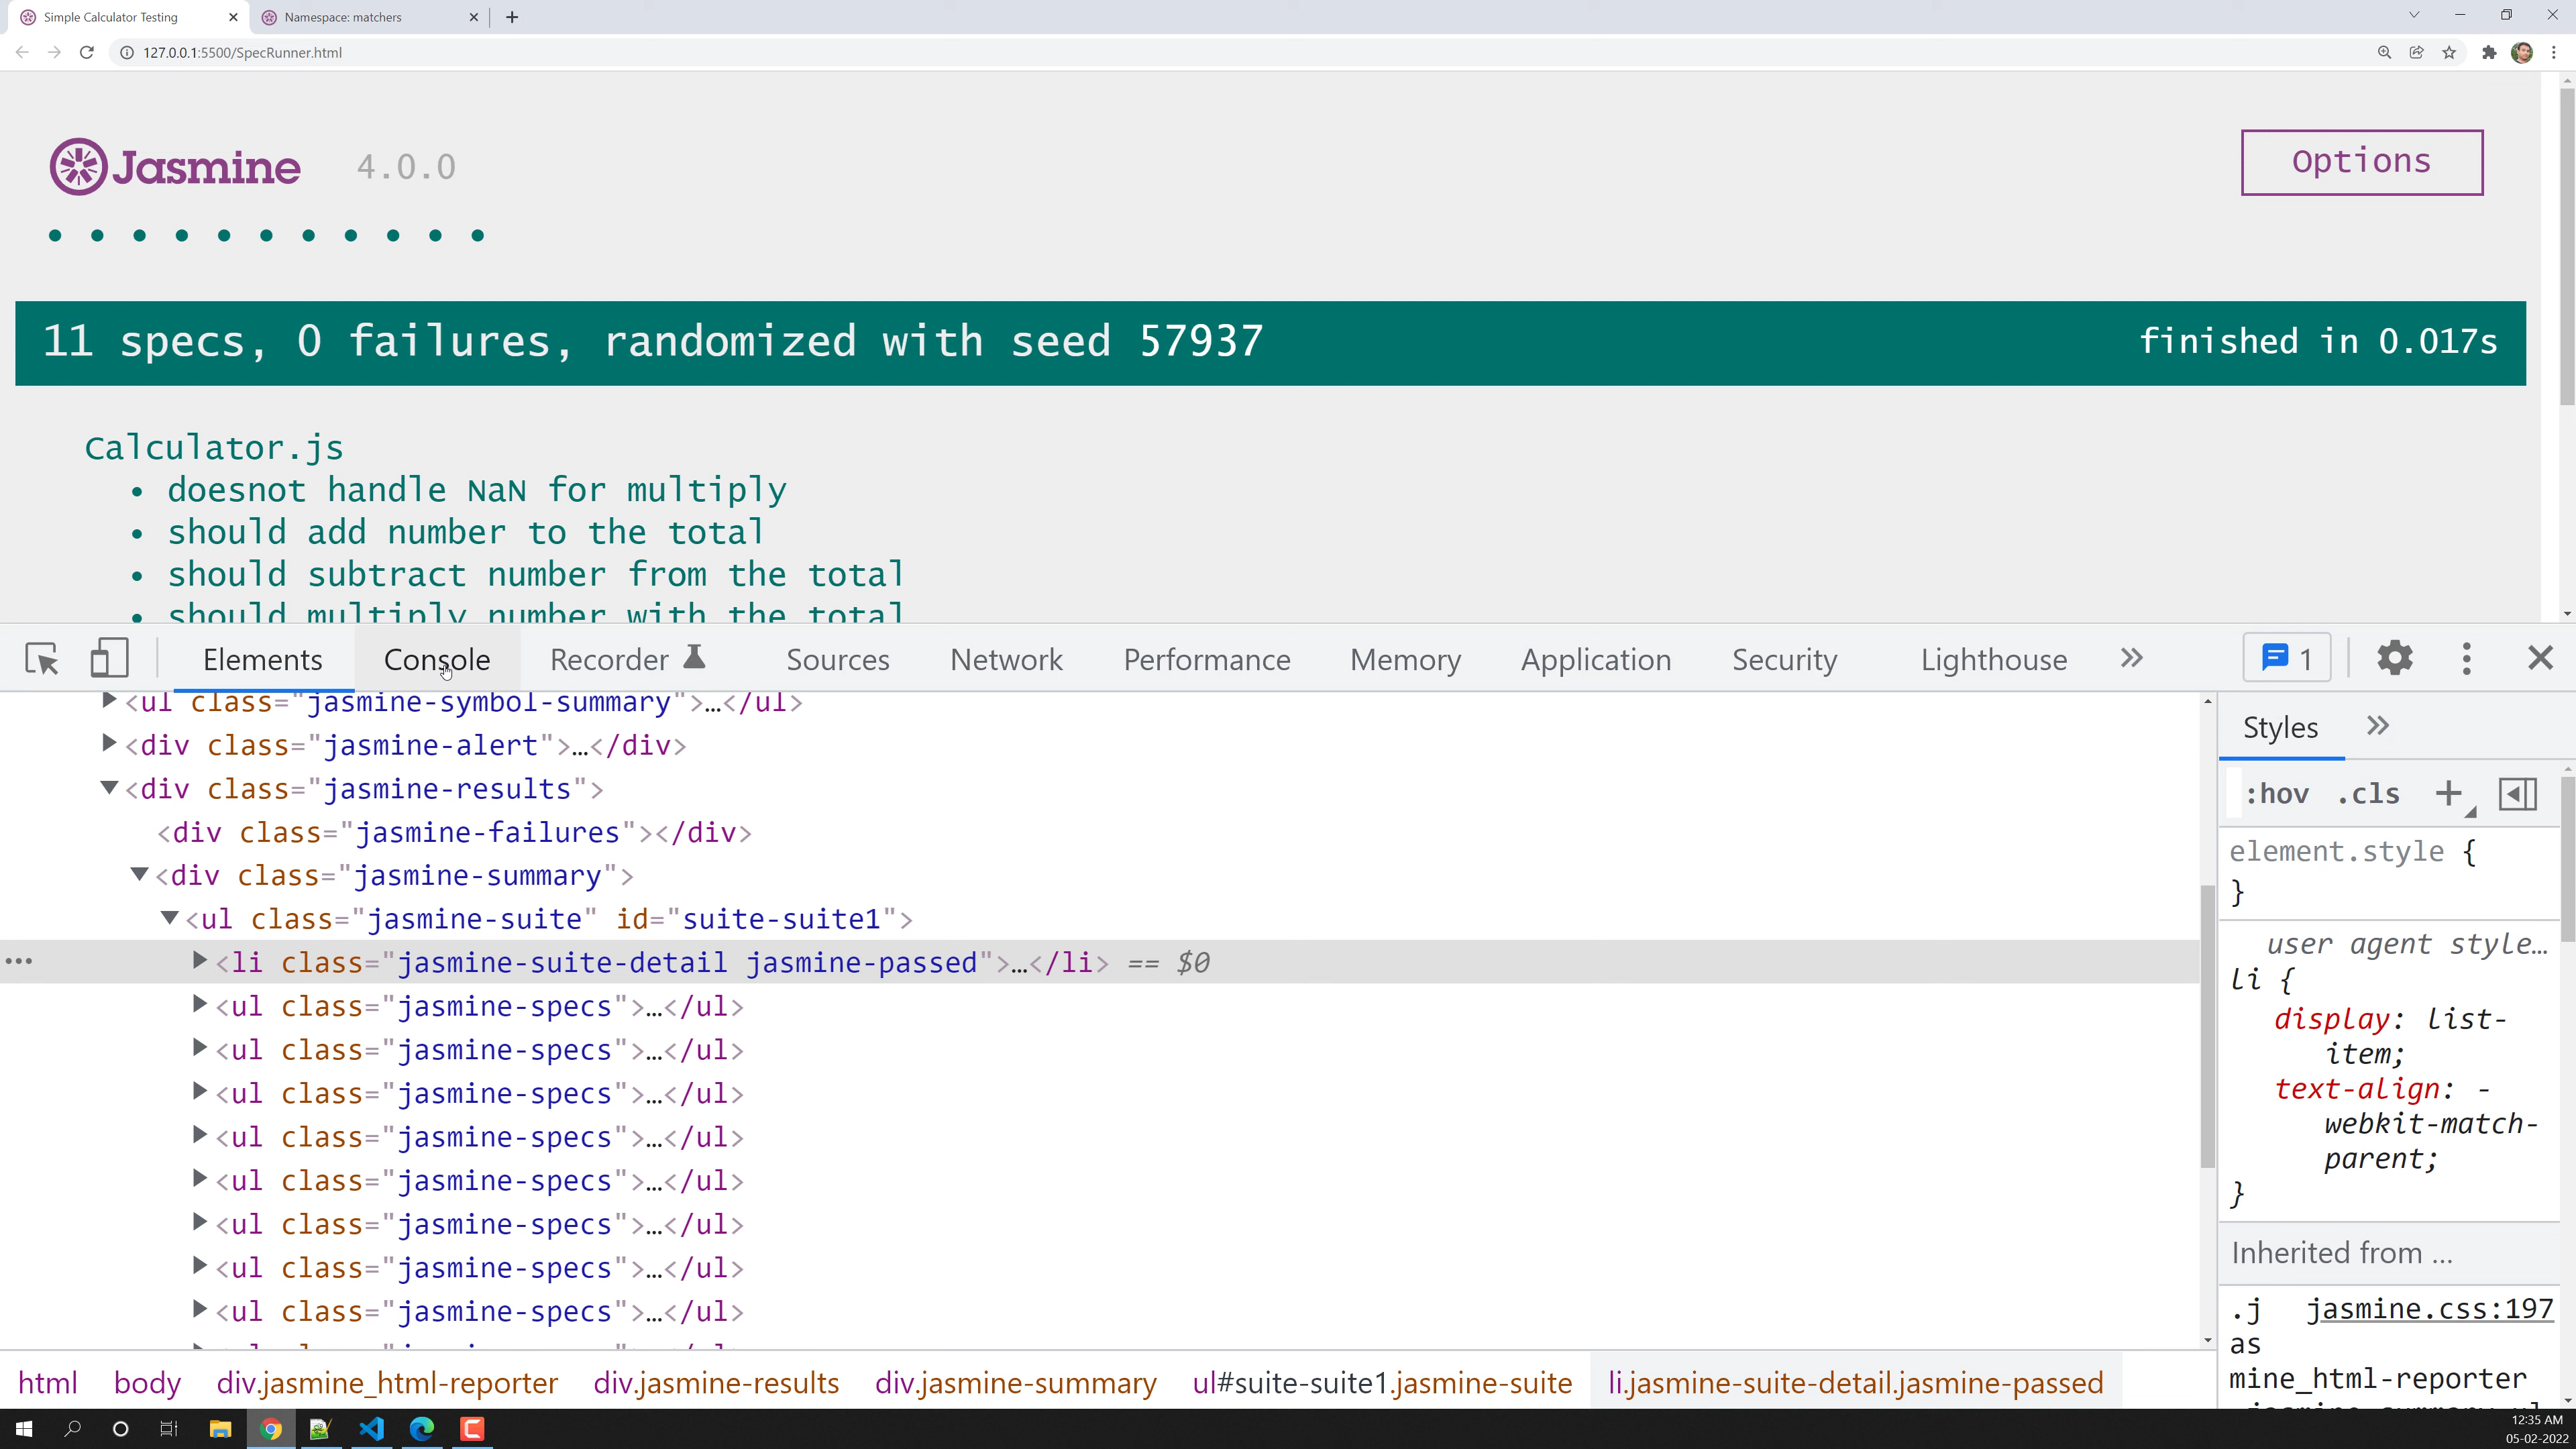 Simple Calculator Testing
Namespace: matchers
127.0.0.1:5500/SpecRunner.html
Jasmine 4.0.0
Options
11 specs, 0 failures, randomized with seed 57937
finished in 0.017s
Calculator.js
• doesnot handle NaN for multiply
• should add number to the total
• should subtract number from the total
• should multiply number with the total
Elements Console Recorder Sources Network Performance Memory Application Security Lighthouse » 1
<ul class="jasmine-symbol-summary">…</ul>
<div class="jasmine-alert">…</div>
<div class="jasmine-results">
<div class="jasmine-failures"></div>
<div class="jasmine-summary">
<ul class="jasmine-suite" id="suite-suite1">
<li class="jasmine-suite-detail jasmine-passed">…</li> == $0
<ul class="jasmine-specs">…</ul>
<ul class="jasmine-specs">…</ul>
<ul class="jasmine-specs">…</ul>
<ul class="jasmine-specs">…</ul>
<ul class="jasmine-specs">…</ul>
<ul class="jasmine-specs">…</ul>
<ul class="jasmine-specs">…</ul>
<ul class="jasmine-specs">…</ul>
html body div.jasmine_html-reporter div.jasmine-results div.jasmine-summary ul#suite-suite1.jasmine-suite li.jasmine-suite-detail.jasmine-passed
Styles »
:hov .cls +
element.style {
}
user agent style…
li {
display: list-
item;
text-align: -
webkit-match-
parent;
}
Inherited from ...
.j jasmine.css:197
as
mine_html-reporter
12:35 AM
05-02-2022